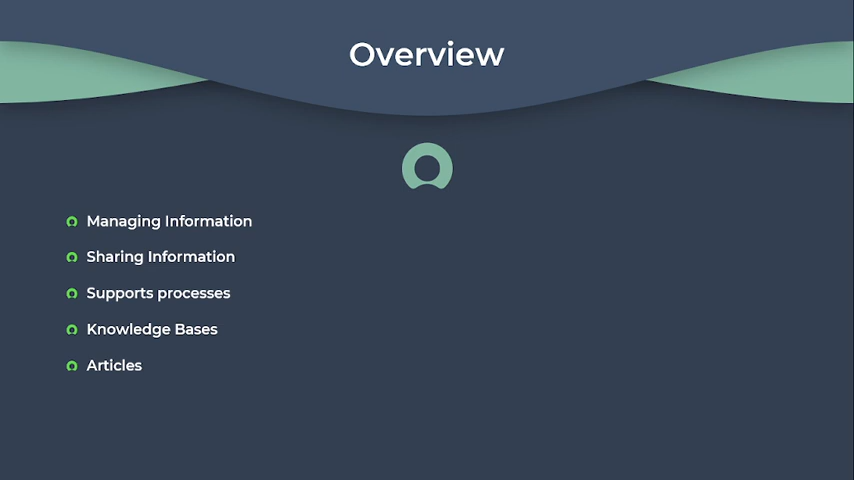 Overview
Managing Information
Sharing Information
Supports processes
Knowledge Bases
Articles